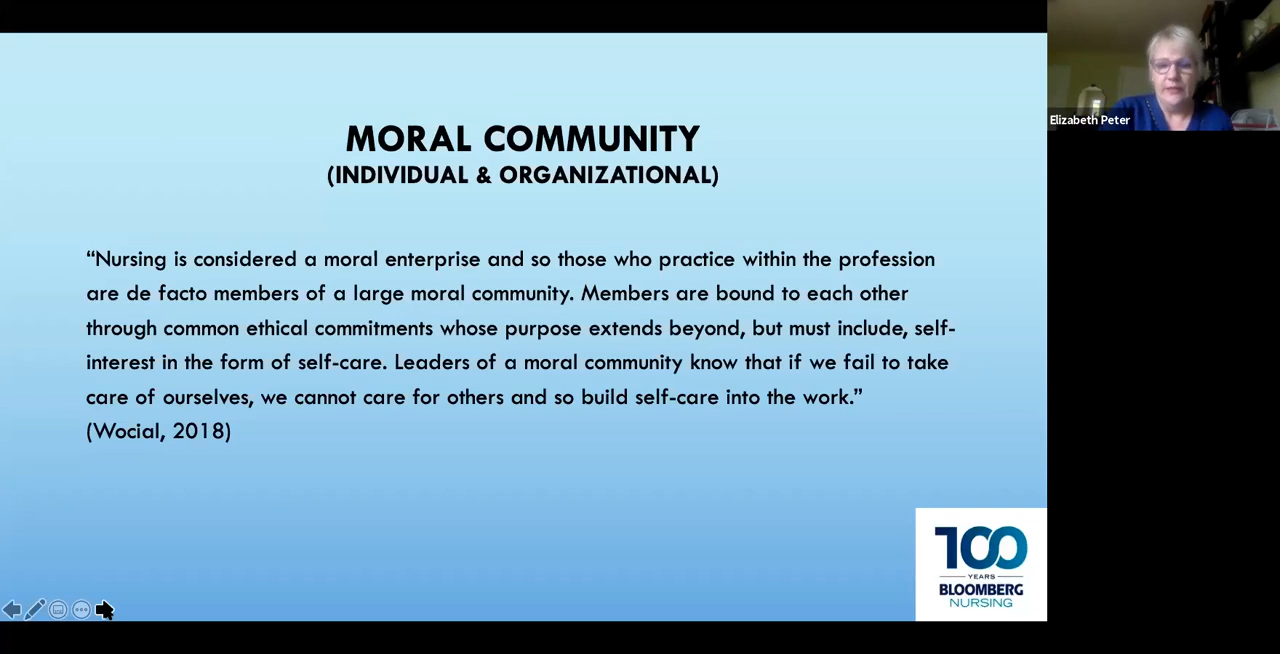 MORAL COMMUNITY
(INDIVIDUAL & ORGANIZATIONAL)
“Nursing is considered a moral enterprise and so those who practice within the profession
are de facto members of a large moral community. Members are bound to each other
through common ethical commitments whose purpose extends beyond, but must include, self-
interest in the form of self-care. Leaders of a moral community know that if we fail to take
care of ourselves, we cannot care for others and so build self-care into the work.”
(Wocial, 2018)
Elizabeth Peter
100
YEARS
BLOOMBERG
NURSING